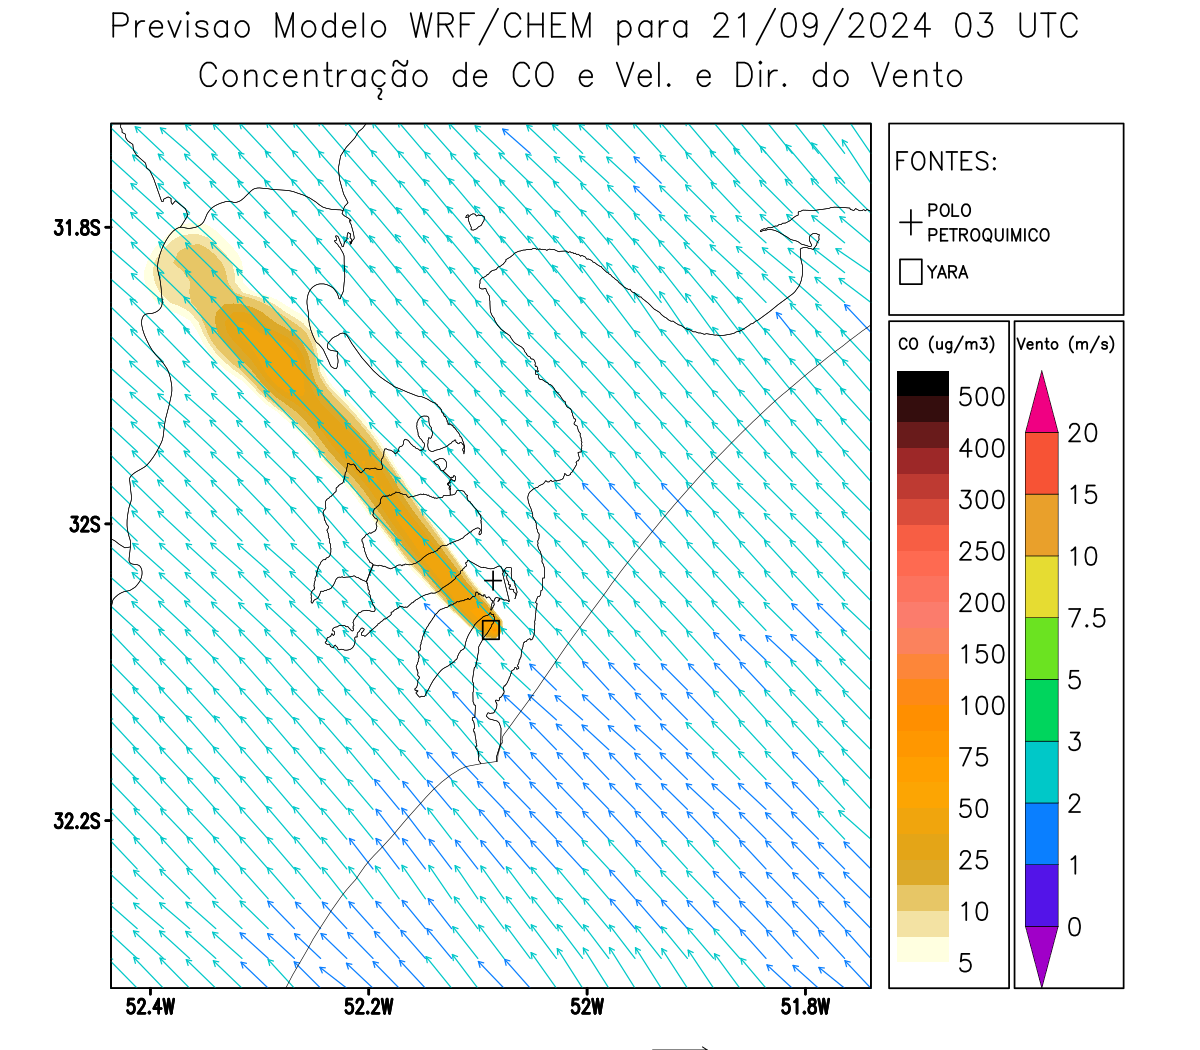 Previsao Modelo WRF/CHEM para 21/09/2024 03 UTC
Concentração de CO e Vel. e Dir. do Vento
FONTES:
POLO
PETROQUIMICO
YARA
CO (ug/m3)
500
400
300
250
200
150
100
75
50
25
10
5
Vento (m/s)
20
15
10
7.5
5
3
2
1
0
31.8S
32S
32.2S
52.4W
52.2W
52W
51.8W